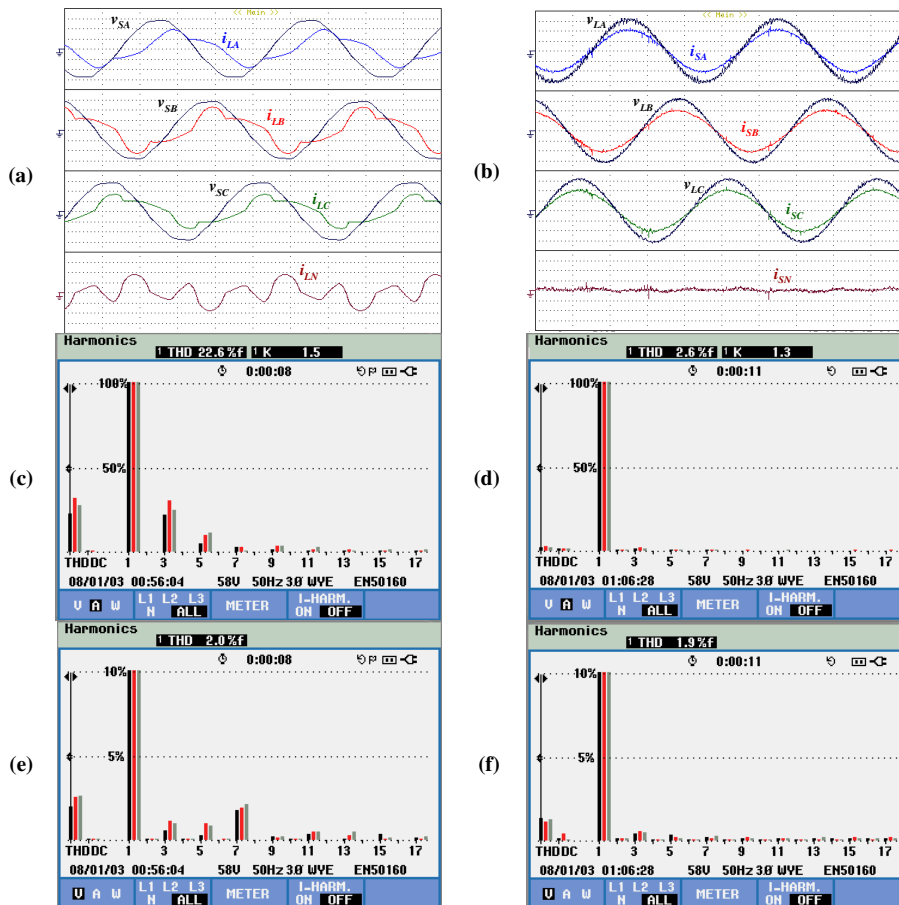 << Main >>
v_SA
i_LA
v_SB
i_LB
(a)
v_SC
i_LC
i_LN
<< Main >>
v_LA
i_SA
v_LB
i_SB
(b)
v_LC
i_SC
i_SN
Harmonics
1 THD 22.6%f 1 K 1.5
0:00:08
100%
(c)
50%
THDDC 1 3 5 7 9 11 13 15 17
08/01/03 00:56:04 58V 50Hz 3Ø WYE EN50160
V A W L1 L2 L3 N ALL METER I-HARM. ON OFF
Harmonics
1 THD 2.6%f 1 K 1.3
0:00:11
100%
(d)
50%
THDDC 1 3 5 7 9 11 13 15 17
08/01/03 01:06:28 58V 50Hz 3Ø WYE EN50160
V A W L1 L2 L3 N ALL METER I-HARM. ON OFF
Harmonics
1 THD 2.0%f
0:00:08
10%
5%
(e)
THDDC 1 3 5 7 9 11 13 15 17
08/01/03 00:56:04 58V 50Hz 3Ø WYE EN50160
V A W L1 L2 L3 N ALL METER I-HARM. ON OFF
Harmonics
1 THD 1.9%f
0:00:11
10%
5%
(f)
THDDC 1 3 5 7 9 11 13 15 17
08/01/03 01:06:28 58V 50Hz 3Ø WYE EN50160
V A W L1 L2 L3 N ALL METER I-HARM. ON OFF